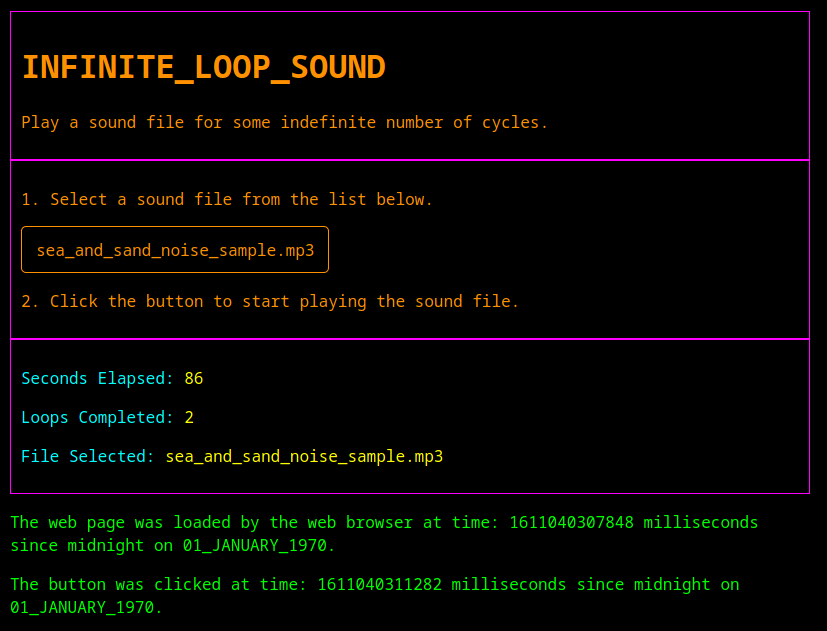 INFINITE_LOOP_SOUND
Play a sound file for some indefinite number of cycles.
1. Select a sound file from the list below.
sea_and_sand_noise_sample.mp3
2. Click the button to start playing the sound file.
Seconds Elapsed: 86
Loops Completed: 2
File Selected: sea_and_sand_noise_sample.mp3
The web page was loaded by the web browser at time: 1611040307848 milliseconds
since midnight on 01_JANUARY_1970.
The button was clicked at time: 1611040311282 milliseconds since midnight on
01_JANUARY_1970.